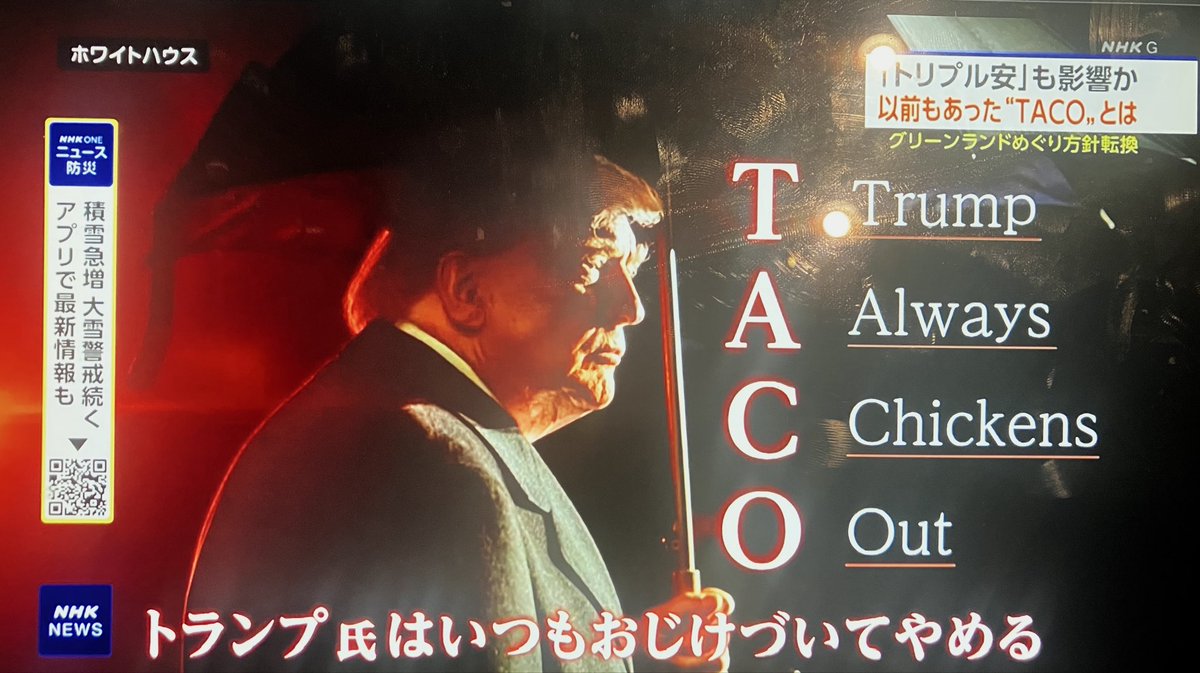 ホワイトハウス
NHK G
「トリプル安」も影響か
以前もあった“TACO„とは
グリーンランドめぐり方針転換
NHK ONE
ニュース
防災
積雪急増 大雪警戒続く
アプリで最新情報も
T Trump
A Always
C Chickens
O Out
NHK
NEWS
トランプ氏はいつもおじけづいてやめる